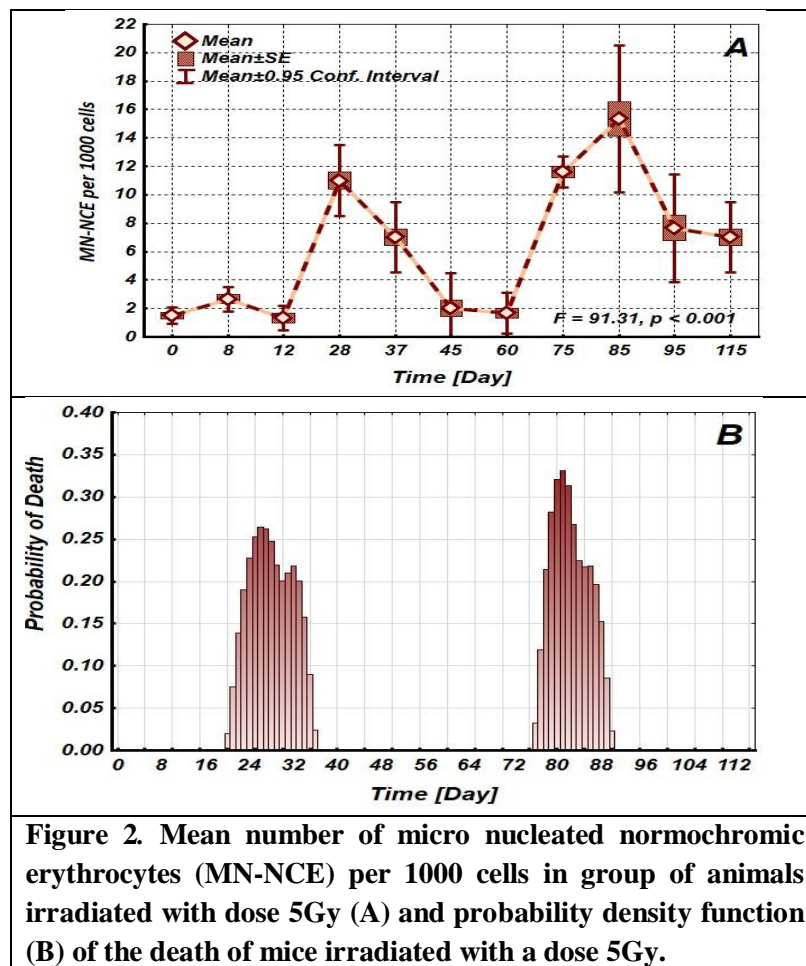 A
Mean
Mean±SE
Mean±0.95 Conf. Interval
MN-NCE per 1000 cells
22
20
18
16
14
12
10
8
6
4
2
0
F = 91.31, p < 0.001
0 8 12 28 37 45 60 75 85 95 115
Time [Day]
B
Probability of Death
0.40
0.35
0.30
0.25
0.20
0.15
0.10
0.05
0.00
0 8 16 24 32 40 48 56 64 72 80 88 96 104 112
Time [Day]
Figure 2. Mean number of micro nucleated normochromic
erythrocytes (MN-NCE) per 1000 cells in group of animals
irradiated with dose 5Gy (A) and probability density function
(B) of the death of mice irradiated with a dose 5Gy.